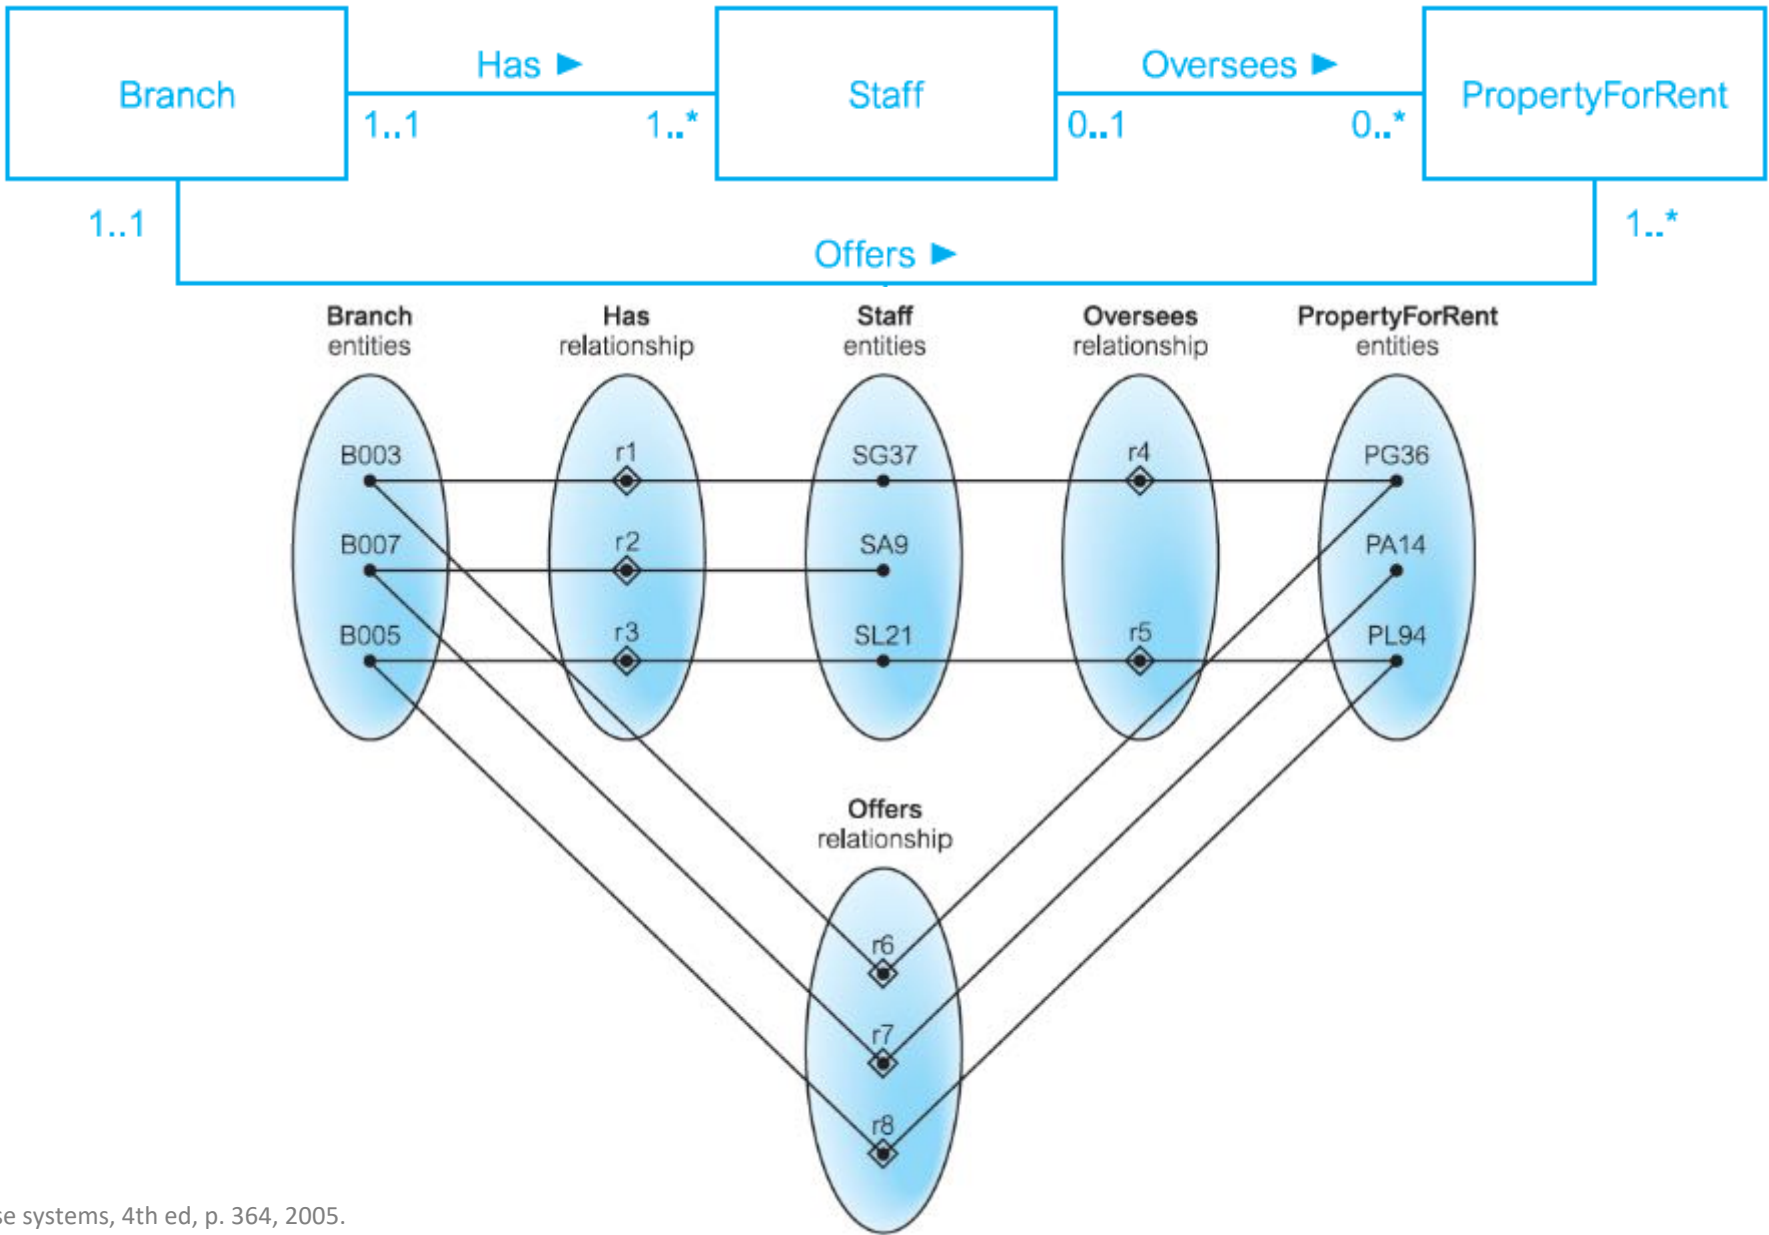 Has ►
Oversees ►
Branch
Staff
PropertyForRent
1..1
1..*
0..1
0..*
1..1
1..*
Offers ►
Branch
entities
Has
relationship
Staff
entities
Oversees
relationship
PropertyForRent
entities
B003
r1
SG37
r4
PG36
B007
r2
SA9
PA14
B005
r3
SL21
r5
PL94
Offers
relationship
r6
r7
r8
se systems, 4th ed, p. 364, 2005.